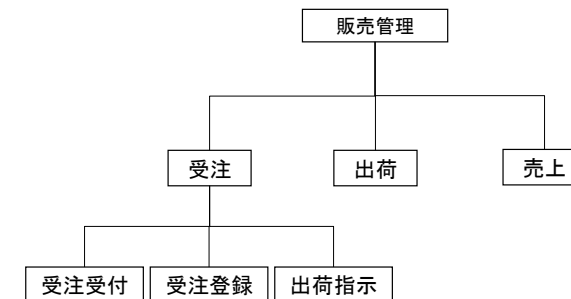 販売管理
受注
出荷
売上
受注受付
受注登録
出荷指示